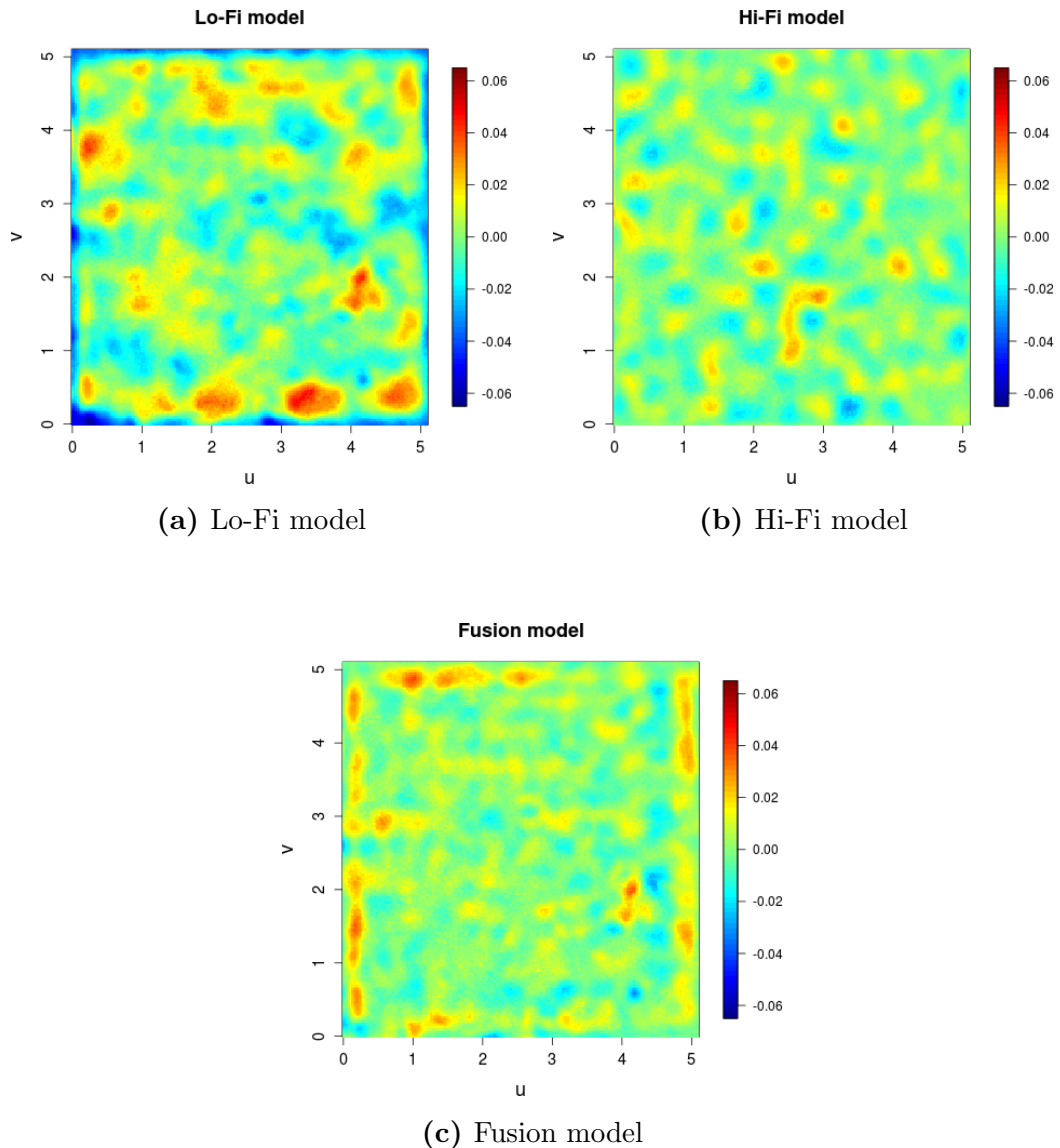 Lo-Fi model
Hi-Fi model
5
4
3
2
1
0
v
0 1 2 3 4 5
u
0.06
0.04
0.02
0.00
-0.02
-0.04
-0.06
5
4
3
2
1
0
v
0 1 2 3 4 5
u
0.06
0.04
0.02
0.00
-0.02
-0.04
-0.06
(a) Lo-Fi model
(b) Hi-Fi model
Fusion model
5
4
3
2
1
0
v
0 1 2 3 4 5
u
0.06
0.04
0.02
0.00
-0.02
-0.04
-0.06
(c) Fusion model